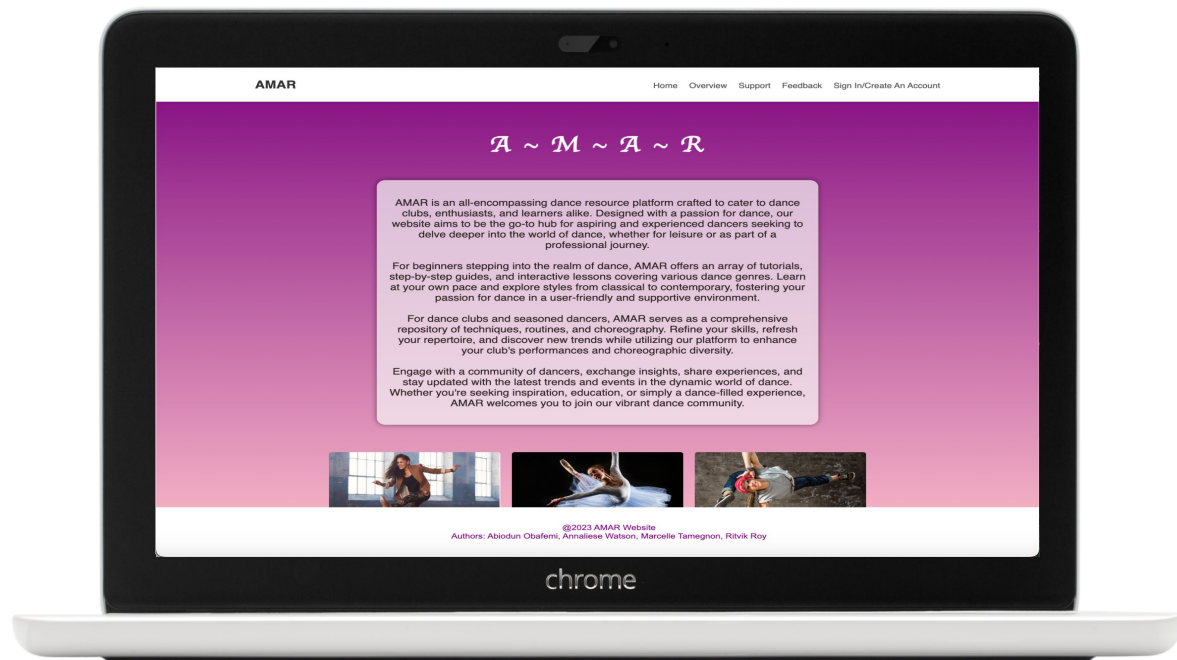 AMAR
Home Overview Support Feedback Sign In/Create An Account
A ~ M ~ A ~ R
AMAR is an all-encompassing dance resource platform crafted to cater to dance
clubs, enthusiasts, and learners alike. Designed with a passion for dance, our
website aims to be the go-to hub for aspiring and experienced dancers seeking to
delve deeper into the world of dance, whether for leisure or as part of a
professional journey.
For beginners stepping into the realm of dance, AMAR offers an array of tutorials,
step-by-step guides, and interactive lessons covering various dance genres. Learn
at your own pace and explore styles from classical to contemporary, fostering your
passion for dance in a user-friendly and supportive environment.
For dance clubs and seasoned dancers, AMAR serves as a comprehensive
repository of techniques, routines, and choreography. Refine your skills, refresh
your repertoire, and discover new trends while utilizing our platform to enhance
your club's performances and choreographic diversity.
Engage with a community of dancers, exchange insights, share experiences, and
stay updated with the latest trends and events in the dynamic world of dance.
Whether you're seeking inspiration, education, or simply a dance-filled experience,
AMAR welcomes you to join our vibrant dance community.
@2023 AMAR Website
Authors: Abiodun Obafemi, Annaliese Watson, Marcelle Tamegnon, Ritvik Roy
chrome